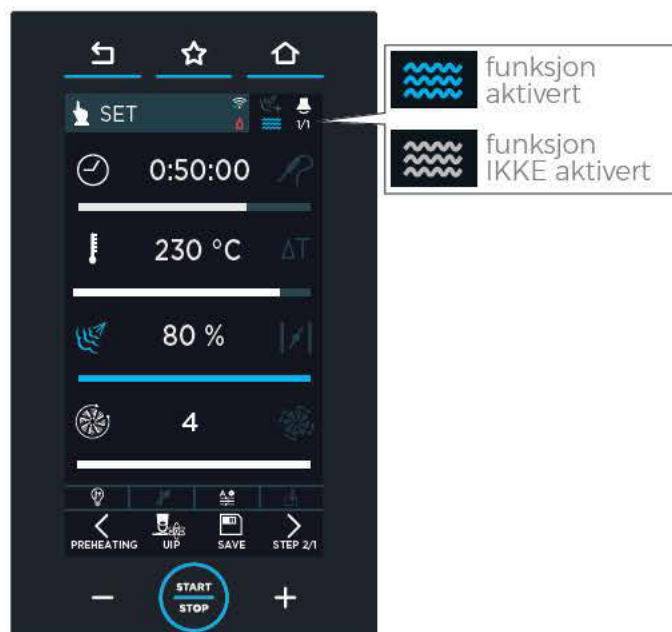 SET
1/1
funksjon
aktivert
funksjon
IKKE aktivert
0:50:00
230 °C
ΔT
80 %
4
PREHEATING UIP SAVE STEP 2/1
START
STOP